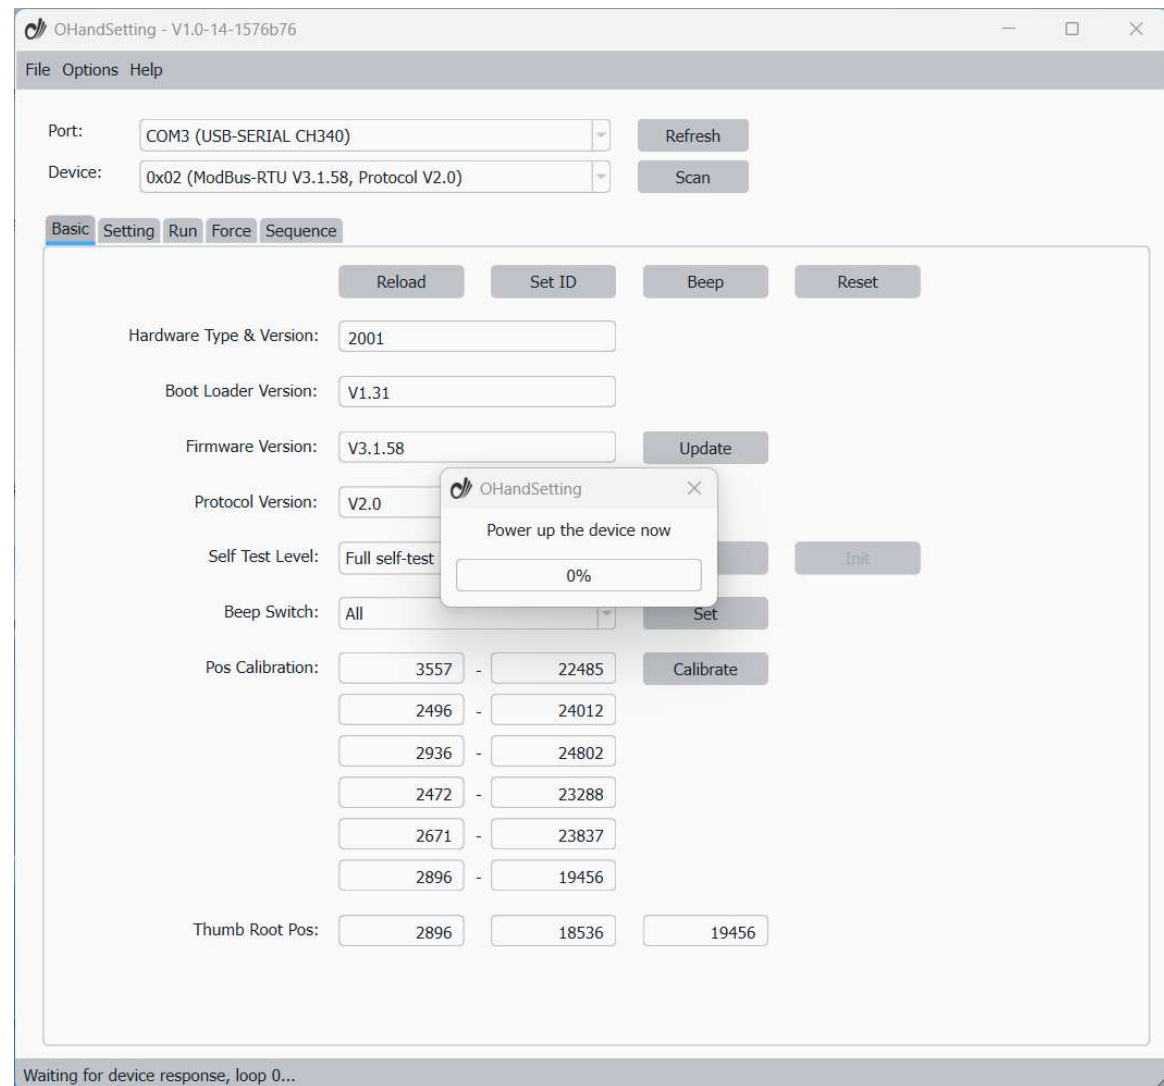 OHandSetting - V1.0-14-1576b76
File Options Help
Port: COM3 (USB-SERIAL CH340) Refresh
Device: 0x02 (ModBus-RTU V3.1.58, Protocol V2.0) Scan
Basic Setting Run Force Sequence
Reload Set ID Beep Reset
Hardware Type & Version: 2001
Boot Loader Version: V1.31
Firmware Version: V3.1.58 Update
OHandSetting
Protocol Version: V2.0
Power up the device now
Self Test Level: Full self-test Init
0%
Beep Switch: All Set
Pos Calibration: 3557 - 22485 Calibrate
2496 - 24012
2936 - 24802
2472 - 23288
2671 - 23837
2896 - 19456
Thumb Root Pos: 2896 18536 19456
Waiting for device response, loop 0...